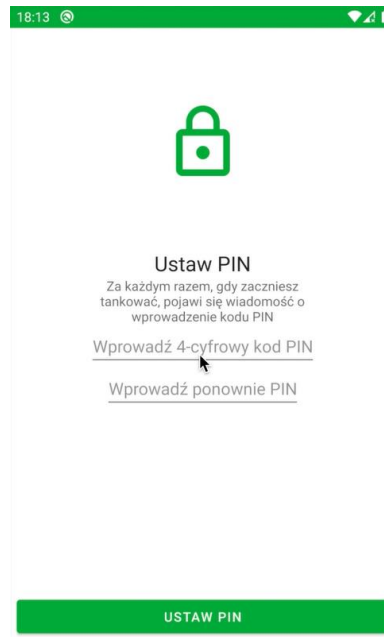 18:13
Ustaw PIN
Za każdym razem, gdy zaczniesz
tankować, pojawi się wiadomość o
wprowadzenie kodu PIN
Wprowadź 4-cyfrowy kod PIN
Wprowadź ponownie PIN
USTAW PIN